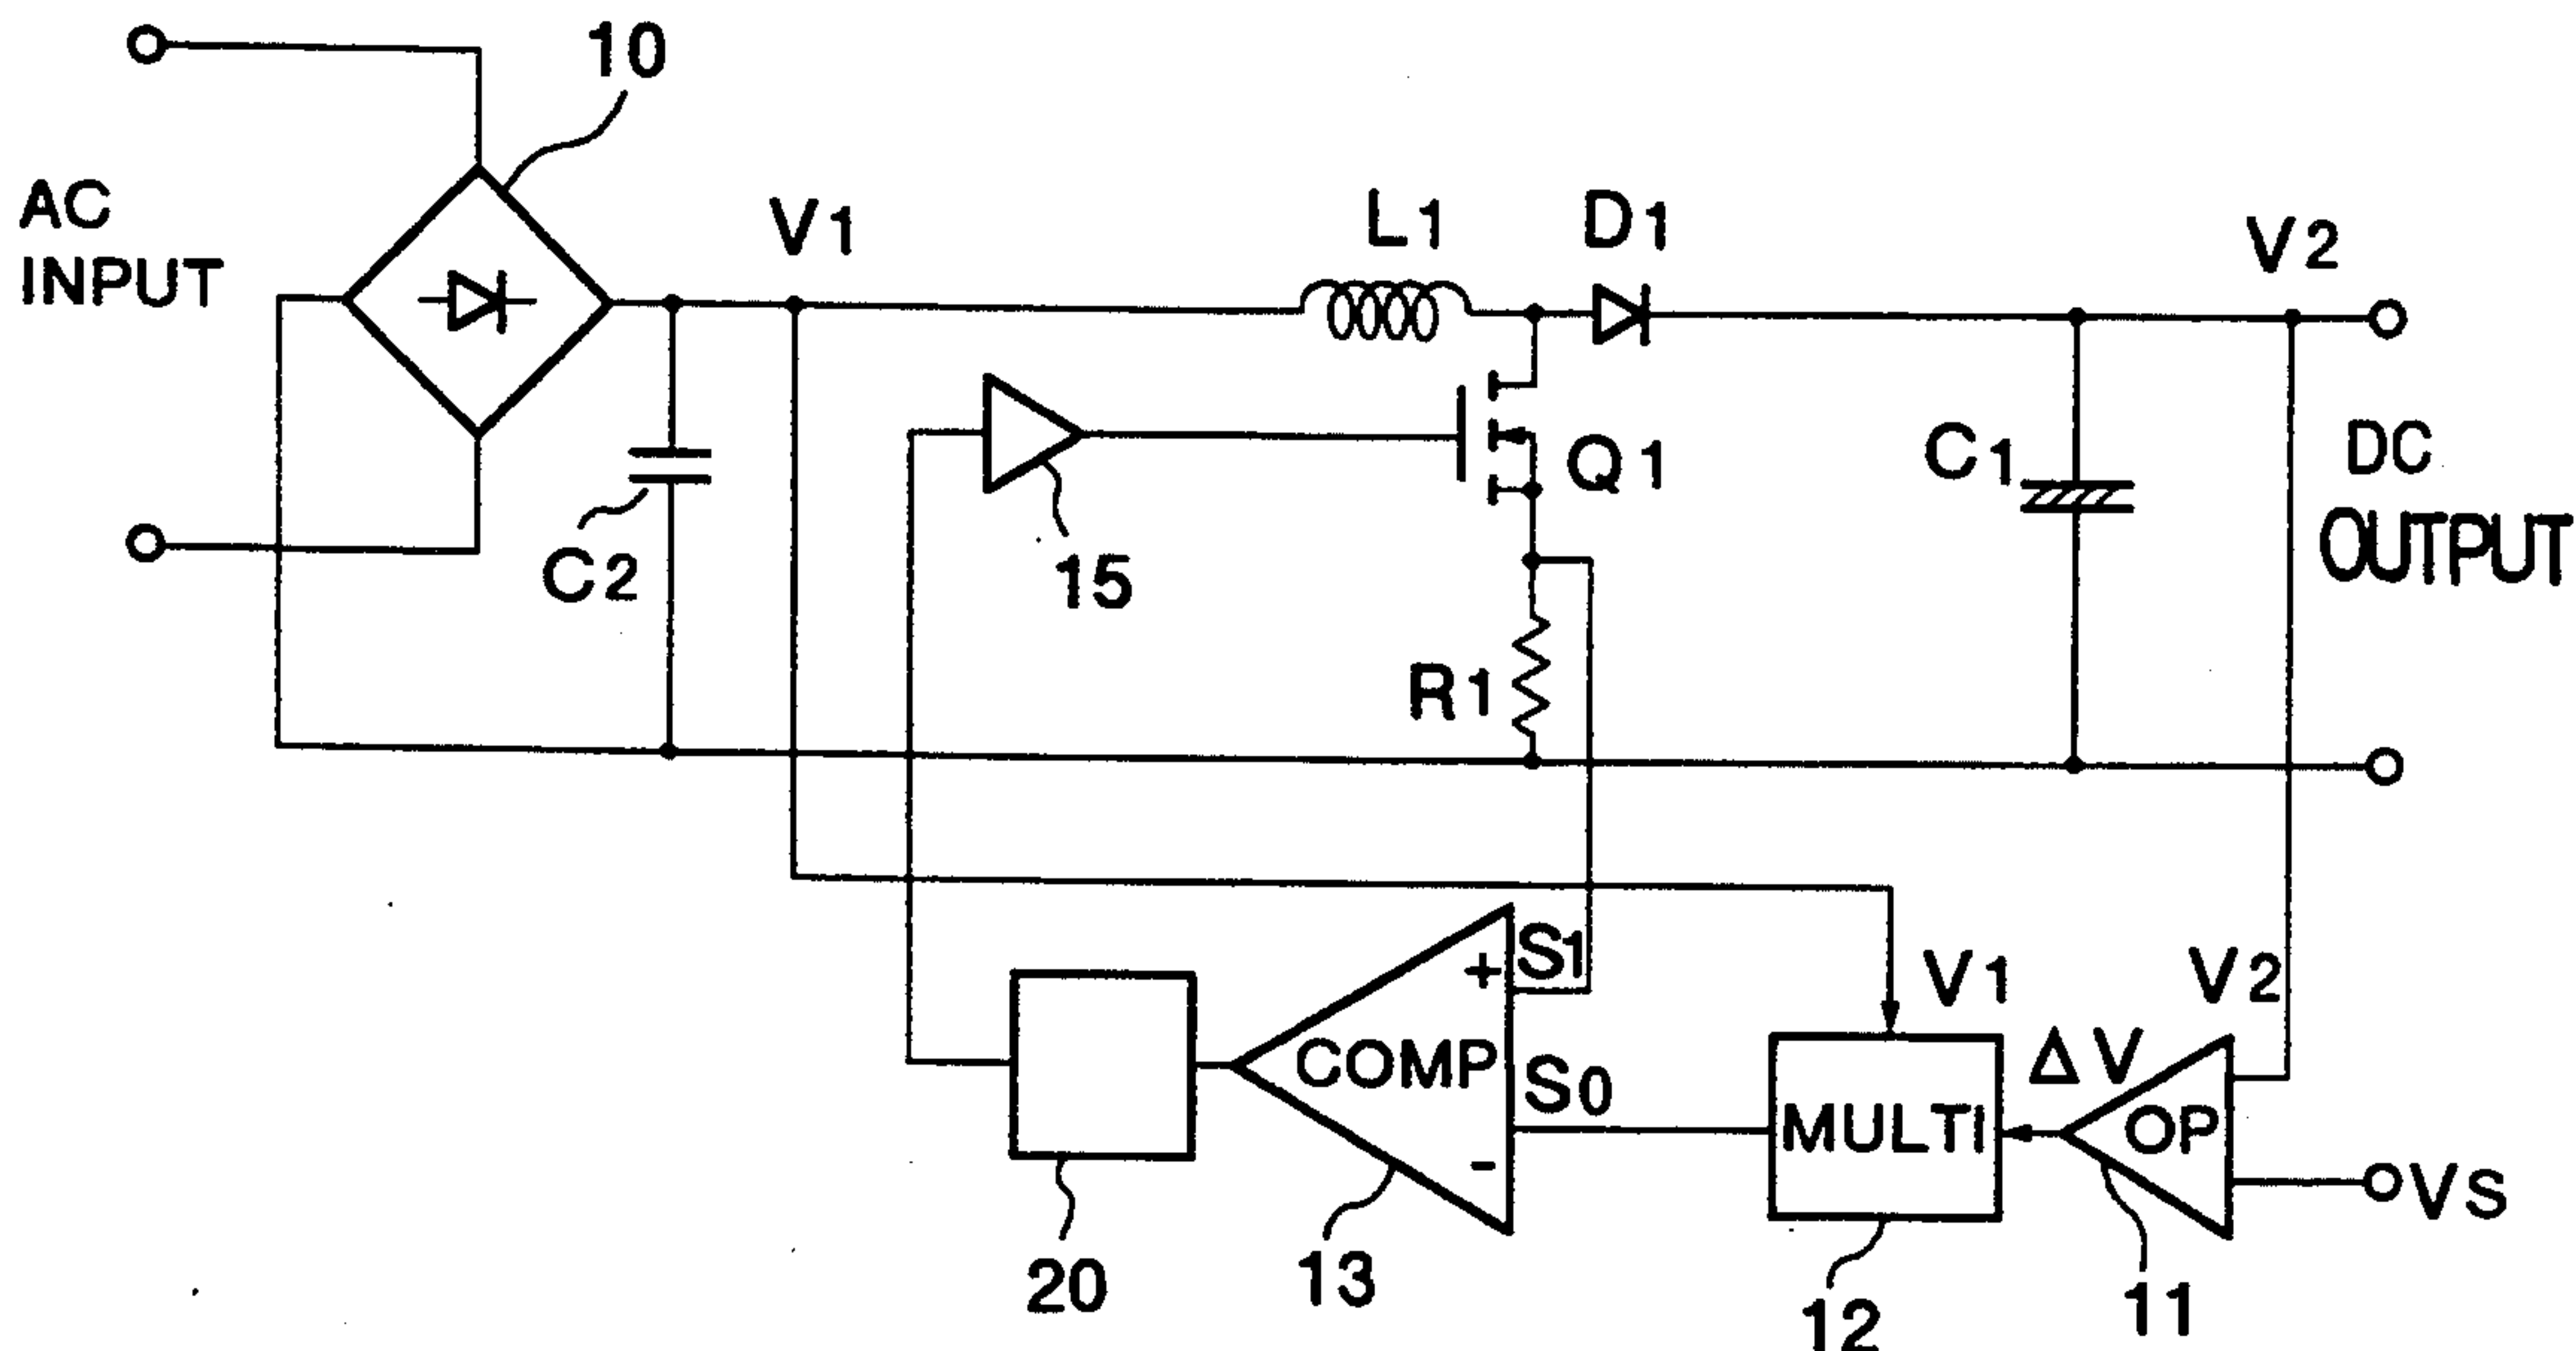 10
AC
INPUT
V1
L1
D1
V2
C2
15
Q1
R1
C1
DC
OUTPUT
+
S1
COMP
S0
-
V1
V2
ΔV
MULTI
OP
VS
20
13
12
11